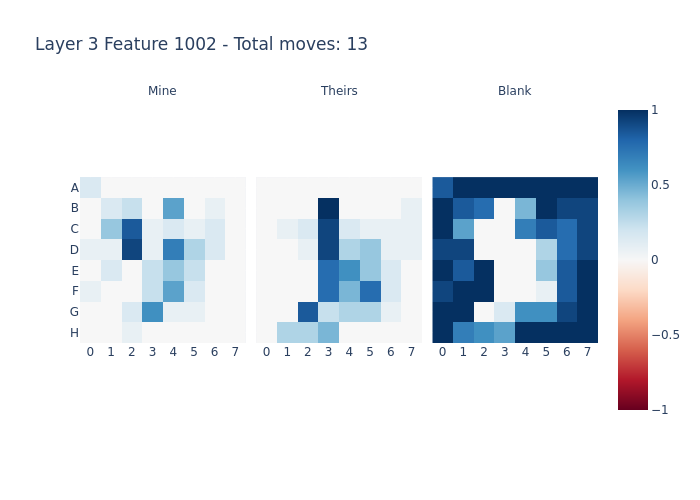 Layer 3 Feature 1002 - Total moves: 13
Mine Theirs Blank
A
B
C
D
E
F
G
H
0 1 2 3 4 5 6 7 0 1 2 3 4 5 6 7 0 1 2 3 4 5 6 7
1
0.5
0
−0.5
−1